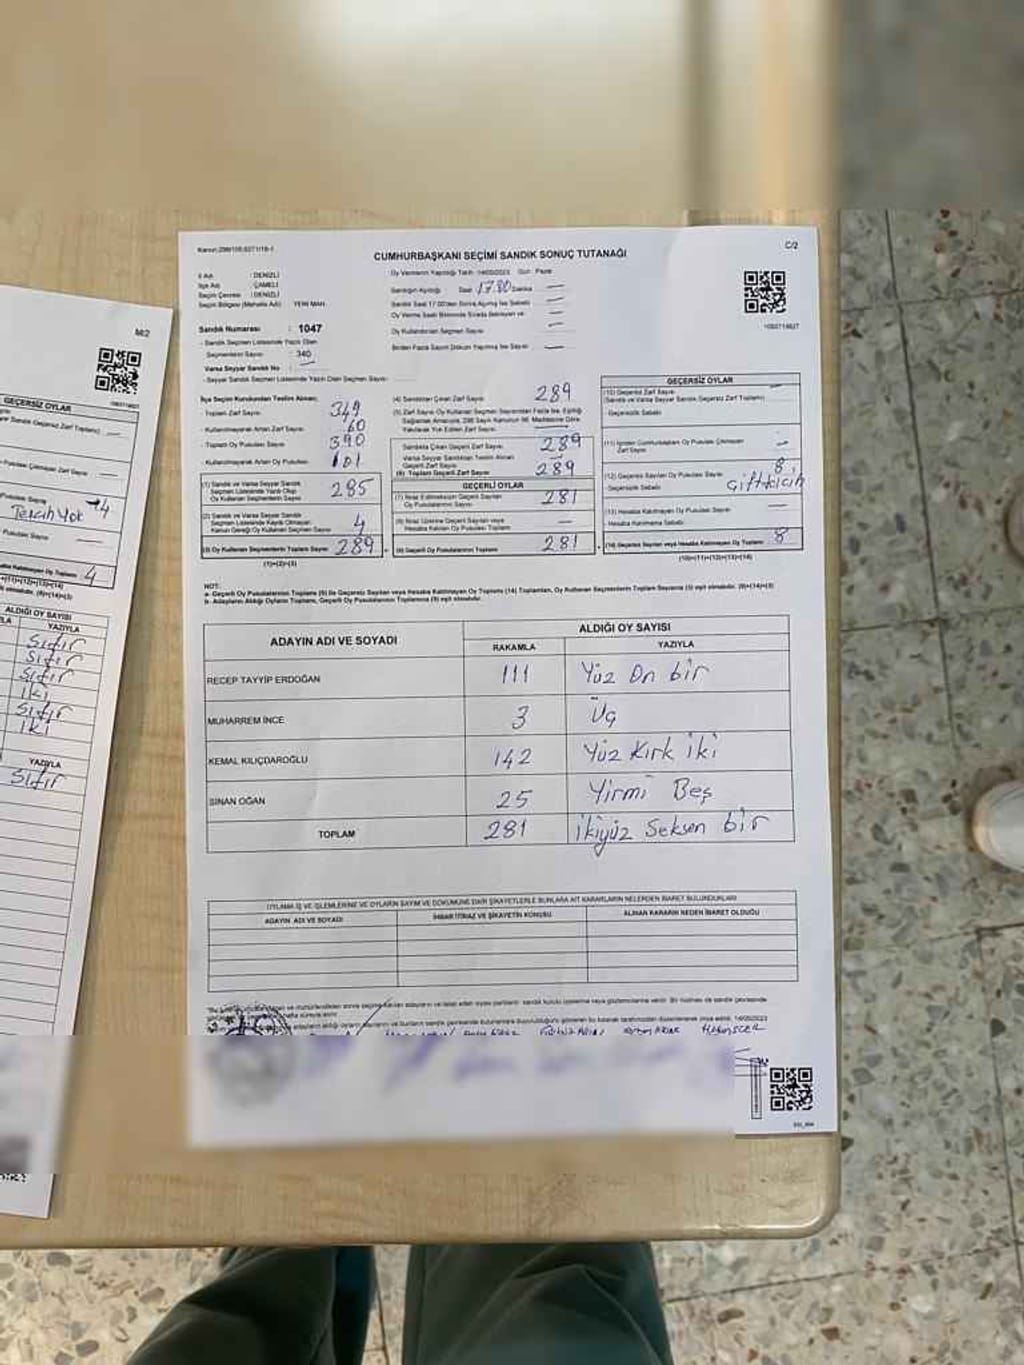 Kanun:298/105;6271/18-1
C/2
CUMHURBAŞKANI SEÇİMİ SANDIK SONUÇ TUTANAĞI
İl Adı : DENİZLİ
İlçe Adı : ÇAMELİ
Seçim Çevresi : DENİZLİ
Seçim Bölgesi (Mahalle Adı) YENİ MAH.
Sandık Numarası : 1047
- Sandık Seçmen Listesinde Yazılı Olan
Seçmenlerin Sayısı : 340
Varsa Seyyar Sandık No :
- Seyyar Sandık Seçmen Listesinde Yazılı Olan Seçmen Sayısı :
Oy Vermenin Yapıldığı Tarih :14/05/2023 Gün : Pazar
Sandığın Açıldığı Saat Dakika
Sandık Saat 17.00'den Sonra Açılmış İse Sebebi :
Oy Verme Saati Bitiminde Sırada Bekleyen ve
Oy Kullandırılan Seçmen Sayısı
Birden Fazla Sayım Döküm Yapılmış İse Sayısı :
İlçe Seçim Kurulundan Teslim Alınan;
- Toplam Zarf Sayısı : 349
- Kullanılmayarak Artan Zarf Sayısı : 60
- Toplam Oy Pusulası Sayısı : 390
- Kullanılmayarak Artan Oy Pusulası : 101
(1) Sandık ve Varsa Seyyar Sandık
Seçmen Listesinde Yazılı Olup
Oy Kullanan Seçmenlerin Sayısı 285
(2) Sandık ve Varsa Seyyar Sandık
Seçmen Listesinde Kayıtlı Olmayan
Kanun Gereği Oy Kullanan Seçmen Sayısı 4
(3) Oy Kullanan Seçmenlerin Toplam Sayısı 289
(1)+(2)=(3)
(4) Sandıktan Çıkan Zarf Sayısı 289
(5) Zarf Sayısı Oy Kullanan Seçmen Sayısından Fazla İse, Eşitliği
Sağlamak Amacıyla, 298 Sayılı Kanunun 98. Maddesine Göre
Yakılarak Yok Edilen Zarf Sayısı:
Sandıkta Çıkan Geçerli Zarf Sayısı 289
Varsa Seyyar Sandıktan Teslim Alınan
Geçerli Zarf Sayısı
(6) Toplam Geçerli Zarf Sayısı 289
GEÇERLİ OYLAR
(7) İtiraz Edilmeksizin Geçerli Sayılan
Oy Pusulalarının Sayısı 281
(8) İtiraz Üzerine Geçerli Sayılan veya
Hesaba Katılan Oy Pusulası Toplamı
(9) Geçerli Oy Pusulalarının Toplamı 281
GEÇERSİZ OYLAR
(10) Geçersiz Zarf Sayısı
(Sandık ve Varsa Seyyar Sandık Geçersiz Zarf Toplamı)
- Geçersizlik Sebebi
(11) İçinden Cumhurbaşkanı Oy Pusulası Çıkmayan
Zarf Sayısı
(12) Geçersiz Sayılan Oy Pusulası Sayısı 8
- Geçersizlik Sebebi
(13) Hesaba Katılmayan Oy Pusulası Sayısı
- Hesaba Katılmama Sebebi
(14) Geçersiz Sayılan veya Hesaba Katılmayan Oy Toplamı 8
(10)+(11)+(12)+(13)=(14)
NOT:
a- Geçerli Oy Pusulalarının Toplamı (9) ile Geçersiz Sayılan veya Hesaba Katılmayan Oy Toplamı (14) Toplamları, Oy Kullanan Seçmenlerin Toplam Sayısına (3) eşit olmalıdır. (9)+(14)=(3)
b- Adayların Aldığı Oyların Toplamı, Geçerli Oy Pusulalarının Toplamına (9) eşit olmalıdır.
ADAYIN ADI VE SOYADI ALDIĞI OY SAYISI
RAKAMLA YAZIYLA
RECEP TAYYİP ERDOĞAN 111 Yüz On bir
MUHARREM İNCE 3 Üç
KEMAL KILIÇDAROĞLU 142 Yüz Kırk iki
SİNAN OĞAN 25 Yirmi Beş
TOPLAM 281 ikiyüz Seksen bir
OYLAMA İŞ VE İŞLEMLERİNE VE OYLARIN SAYIM VE DÖKÜMÜNE DAİR ŞİKAYETLERLE BUNLARA AİT KARARLARIN NELERDEN İBARET BULUNDUKLARI
ADAYIN ADI VE SOYADI İHBAR İTİRAZ VE ŞİKAYETİN KONUSU ALINAN KARARIN NEDEN İBARET OLDUĞU
M/2
GEÇERSİZ OYLAR
Tercih Yok
4
ALDIĞI OY SAYISI
YAZIYLA
Sıfır
Sıfır
Sıfır
İki
Sıfır
iki
YAZIYLA
Sıfır